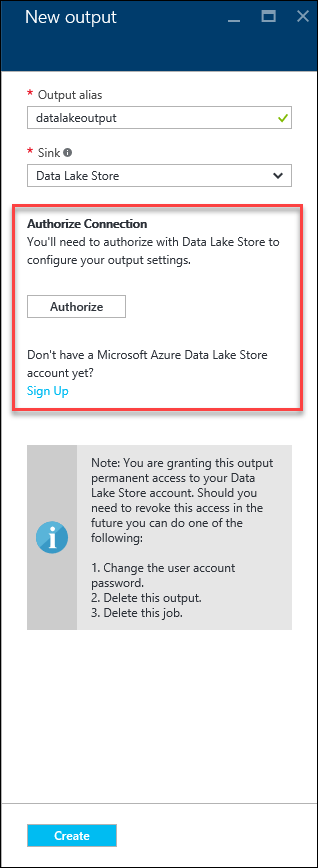 New output
* Output alias
datalakeoutput
* Sink
Data Lake Store
Authorize Connection
You'll need to authorize with Data Lake Store to
configure your output settings.
Authorize
Don't have a Microsoft Azure Data Lake Store
account yet?
Sign Up
Note: You are granting this output
permanent access to your Data
Lake Store account. Should you
need to revoke this access in the
future you can do one of the
following:
1. Change the user account
password.
2. Delete this output.
3. Delete this job.
Create